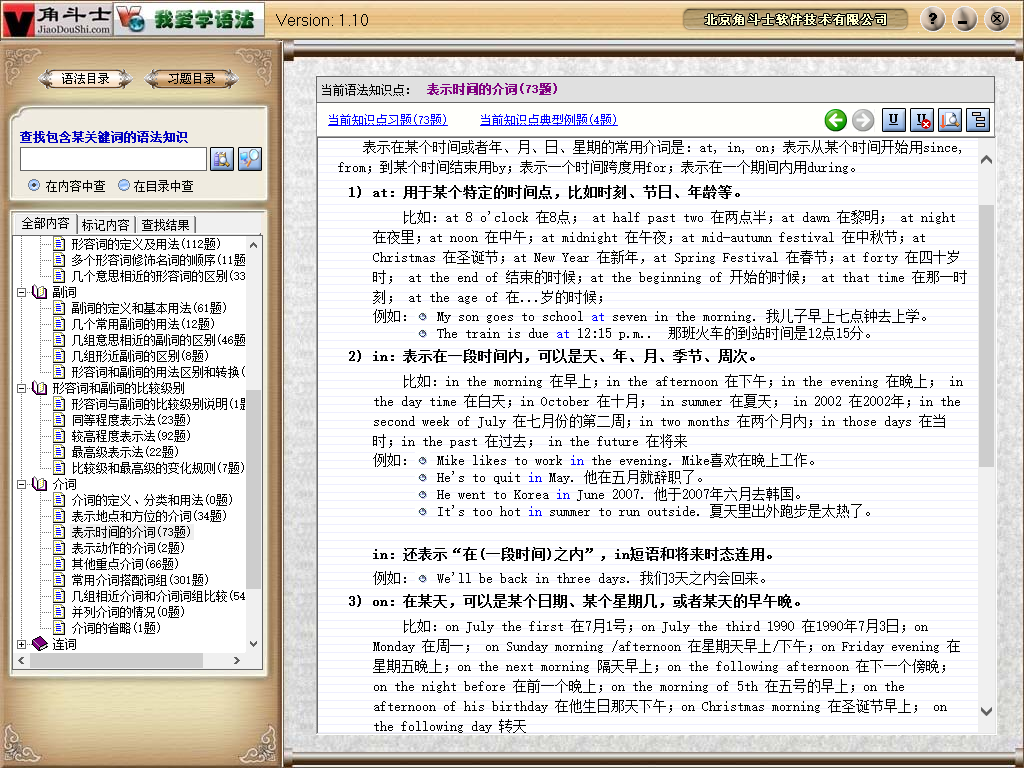 角斗士
JiaoDouShi.com
我爱学语法
Version: 1.10
北京角斗士软件技术有限公司
语法目录
习题目录
查找包含某关键词的语法知识
在内容中查
在目录中查
全部内容
标记内容
查找结果
形容词的定义及用法(112题)
多个形容词修饰名词的顺序(11题
几个意思相近的形容词的区别(33
副词
副词的定义和基本用法(61题)
几个常用副词的用法(12题)
几组意思相近的副词的区别(46题
几组形近副词的区别(8题)
形容词和副词的用法区别和转换(
形容词和副词的比较级别
形容词与副词的比较级别说明(1题
同等程度表示法(23题)
较高程度表示法(92题)
最高级表示法(22题)
比较级和最高级的变化规则(7题)
介词
介词的定义、分类和用法(0题)
表示地点和方位的介词(34题)
表示时间的介词(73题)
表示动作的介词(2题)
其他重点介词(66题)
常用介词搭配词组(301题)
几组相近介词和介词词组比较(54
并列介词的情况(0题)
介词的省略(1题)
连词
当前语法知识点: 表示时间的介词(73题)
当前知识点习题(73题)
当前知识点典型例题(4题)
表示在某个时间或者年、月、日、星期的常用介词是: at, in, on; 表示从某个时间开始用since,
from; 到某个时间结束用by; 表示一个时间跨度用for; 表示在一个期间内用during。
1) at: 用于某个特定的时间点，比如时刻、节日、年龄等。
比如: at 8 o'clock 在8点; at half past two 在两点半; at dawn 在黎明; at night
在夜里; at noon 在中午; at midnight 在午夜; at mid-autumn festival 在中秋节; at
Christmas 在圣诞节; at New Year 在新年, at Spring Festival 在春节; at forty 在四十岁
时; at the end of 结束的时候; at the beginning of 开始的时候; at that time 在那一时
刻; at the age of 在...岁的时候;
例如: My son goes to school at seven in the morning. 我儿子早上七点钟去上学。
The train is due at 12:15 p.m.. 那班火车的到站时间是12点15分。
2) in: 表示在一段时间内，可以是天、年、月、季节、周次。
比如: in the morning 在早上; in the afternoon 在下午; in the evening 在晚上; in
the day time 在白天; in October 在十月; in summer 在夏天; in 2002 在2002年; in the
second week of July 在七月份的第二周; in two months 在两个月内; in those days 在当
时; in the past 在过去; in the future 在将来
例如: Mike likes to work in the evening. Mike喜欢在晚上工作。
He's to quit in May. 他在五月就辞职了。
He went to Korea in June 2007. 他于2007年六月去韩国。
It's too hot in summer to run outside. 夏天里出外跑步是太热了。
in: 还表示“在(一段时间)之内”, in短语和将来时态连用。
例如: We'll be back in three days. 我们3天之内会回来。
3) on: 在某天，可以是某个日期、某个星期几，或者某天的早午晚。
比如: on July the first 在7月1号; on July the third 1990 在1990年7月3日; on
Monday 在周一; on Sunday morning /afternoon 在星期天早上/下午; on Friday evening 在
星期五晚上; on the next morning 隔天早上; on the following afternoon 在下一个傍晚;
on the night before 在前一个晚上; on the morning of 5th 在五号的早上; on the
afternoon of his birthday 在他生日那天下午; on Christmas morning 在圣诞节早上; on
the following day 转天